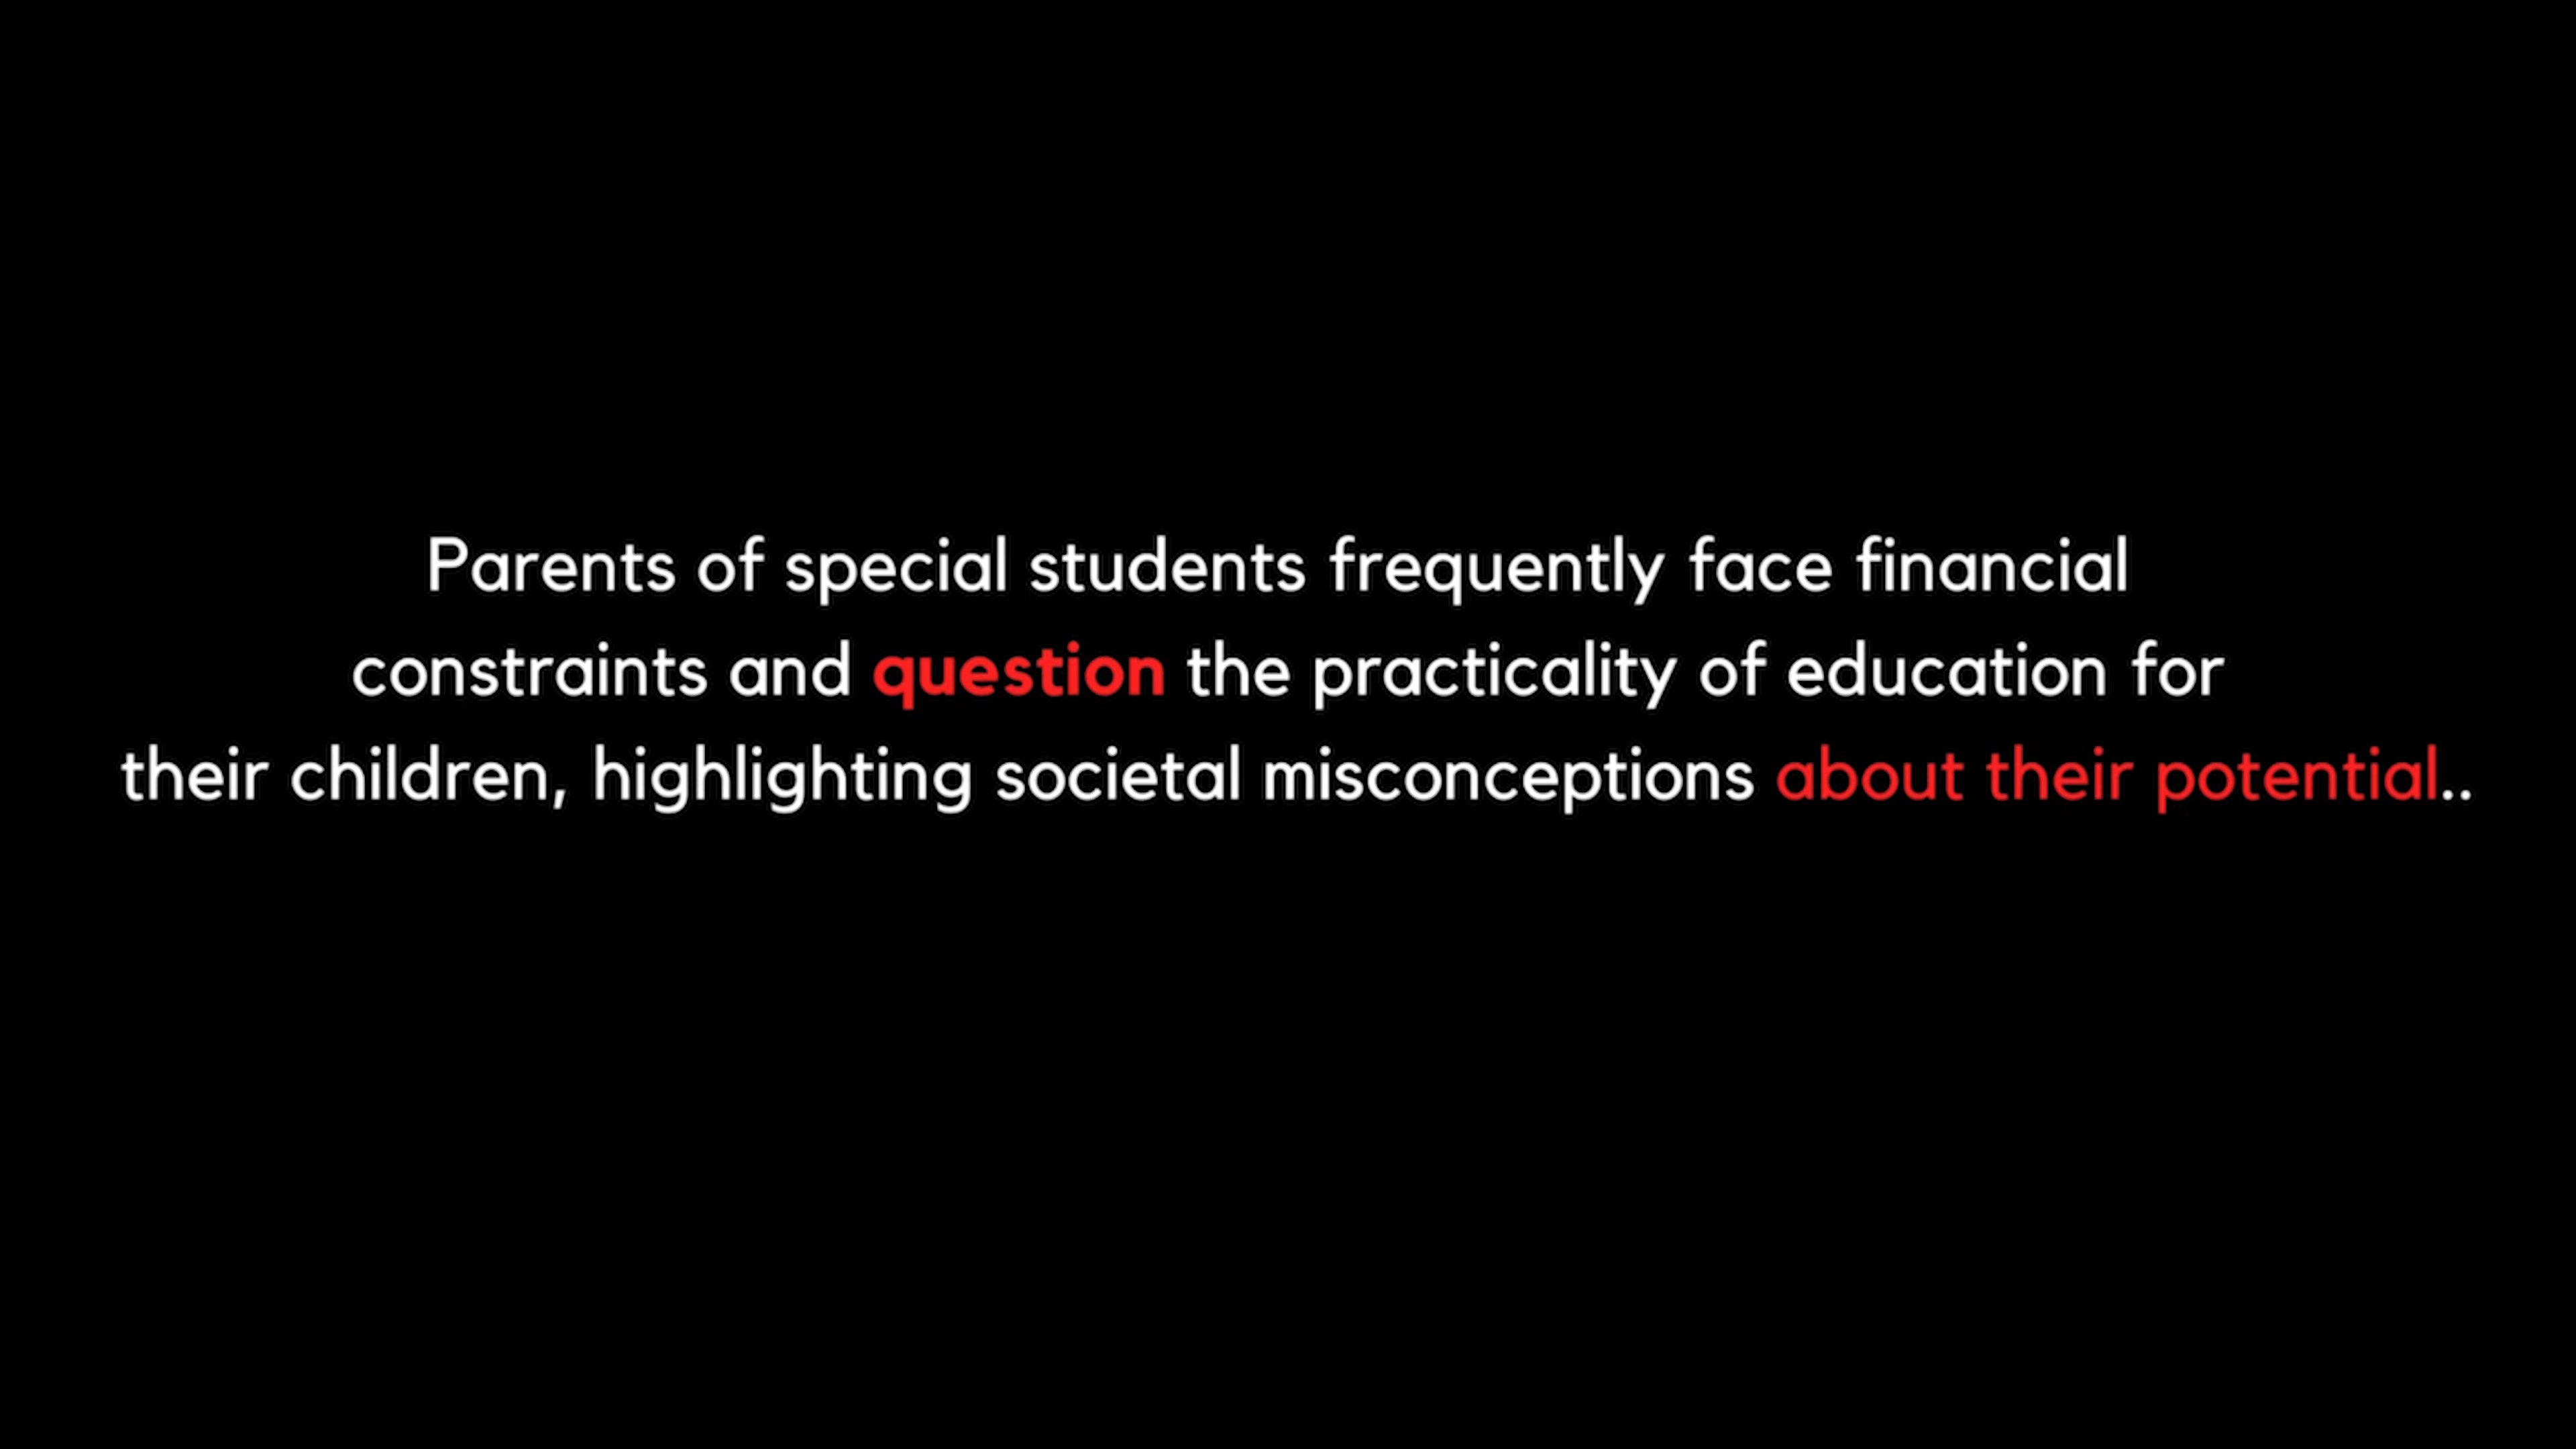 Parents of special students frequently face financial
constraints and question the practicality of education for
their children, highlighting societal misconceptions about their potential..